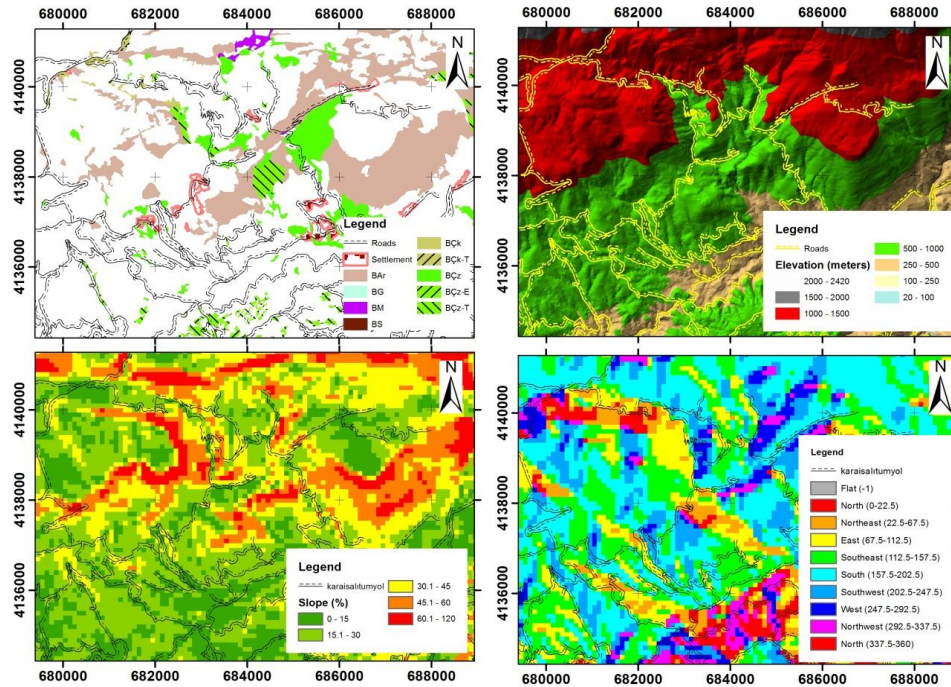 680000 682000 684000 686000 688000
680000 682000 684000 686000 688000
4140000
4138000
4136000
N
Legend
Roads
Settlement
BAr
BG
BM
BS
BÇk
BÇk-T
BÇz
BÇz-E
BÇz-T
4140000
4138000
4136000
N
Legend
Roads
Elevation (meters)
2000 - 2420
1500 - 2000
1000 - 1500
500 - 1000
250 - 500
100 - 250
20 - 100
4140000
4138000
4136000
N
Legend
karaisalıtumyol
Slope (%)
0 - 15
15.1 - 30
30.1 - 45
45.1 - 60
60.1 - 120
4140000
4138000
4136000
N
Legend
karaisalıtumyol
Flat (-1)
North (0-22.5)
Northeast (22.5-67.5)
East (67.5-112.5)
Southeast (112.5-157.5)
South (157.5-202.5)
Southwest (202.5-247.5)
West (247.5-292.5)
Northwest (292.5-337.5)
North (337.5-360)
680000 682000 684000 686000 688000
680000 682000 684000 686000 688000